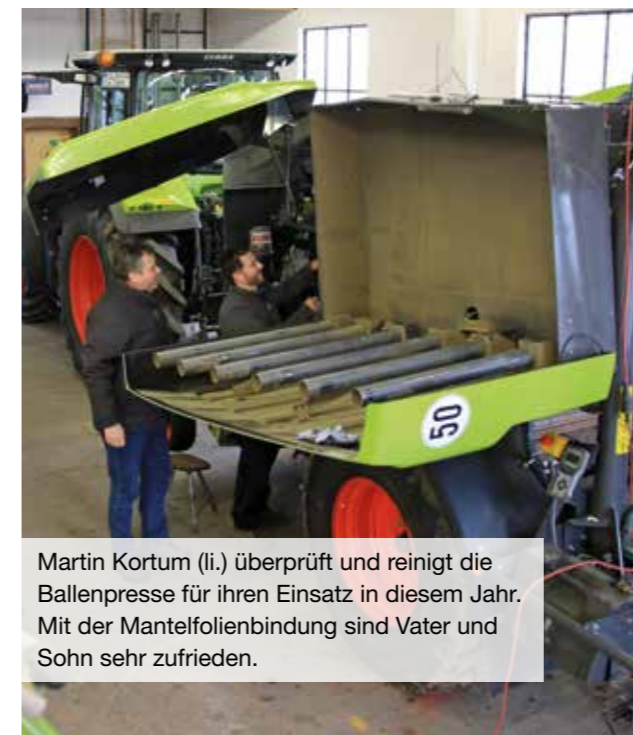 CLAAS
50
Martin Kortum (li.) überprüft und reinigt die
Ballenpresse für ihren Einsatz in diesem Jahr.
Mit der Mantelfolienbindung sind Vater und
Sohn sehr zufrieden.